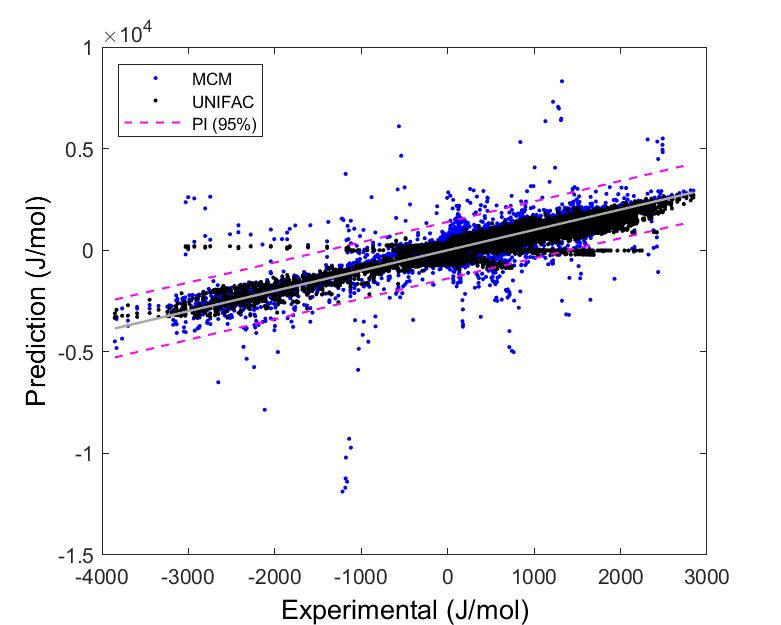 ×10⁴
1
0.5
0
-0.5
-1
-1.5
MCM
UNIFAC
PI (95%)
Prediction (J/mol)
-4000 -3000 -2000 -1000 0 1000 2000 3000
Experimental (J/mol)